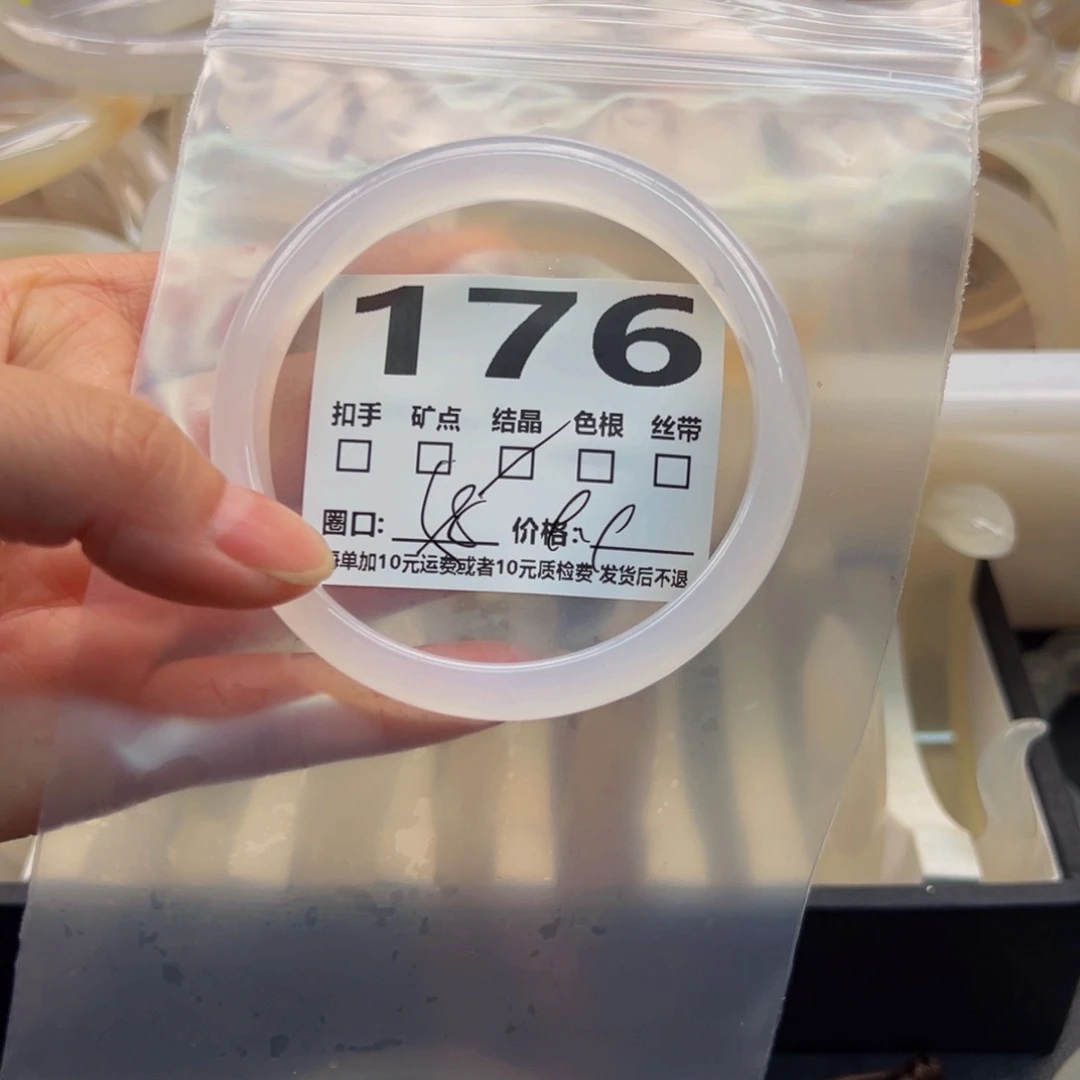 176
扣手 矿点 结晶 色根 丝带
□ □ □ □ □
圈口: 价格:
单加10元运费或者10元质检费 发货后不退